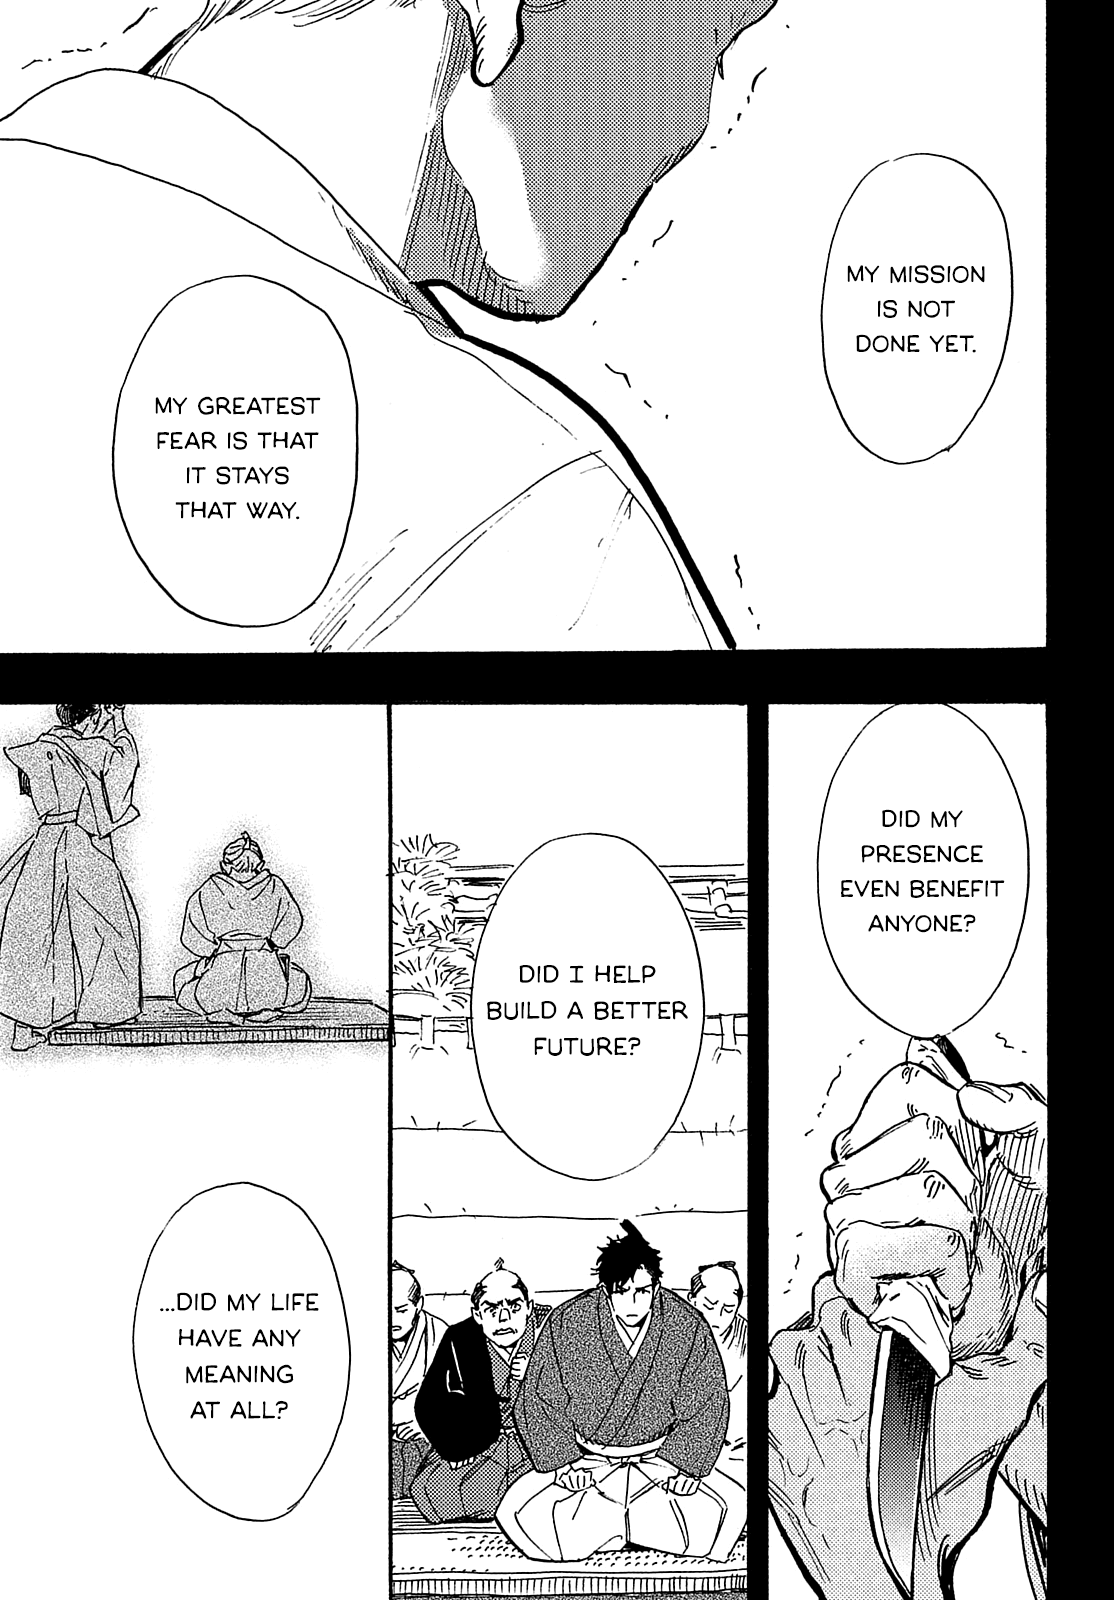 MY MISSION
IS NOT
DONE YET.
MY GREATEST
FEAR IS THAT
IT STAYS
THAT WAY.
DID MY
PRESENCE
EVEN BENEFIT
ANYONE?
DID I HELP
BUILD A BETTER
FUTURE?
...DID MY LIFE
HAVE ANY
MEANING
AT ALL?